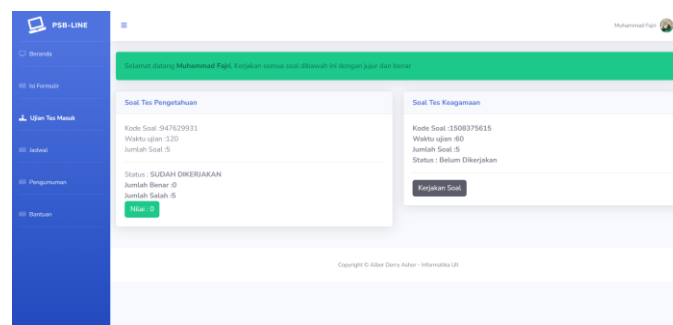 PSB-LINE
Muhammad Fajri
Beranda
Isi Formulir
Ujian Tes Masuk
Jadwal
Pengumuman
Bantuan
Selamat datang Muhammad Fajri, Kerjakan semua soal dibawah ini dengan jujur dan benar
Soal Tes Pengetahuan
Kode Soal :947629931
Waktu ujian :120
Jumlah Soal :5
Status : SUDAH DIKERJAKAN
Jumlah Benar :0
Jumlah Salah :5
Nilai : 0
Soal Tes Keagamaan
Kode Soal :1508375615
Waktu ujian :60
Jumlah Soal :5
Status : Belum Dikerjakan
Kerjakan Soal
Copyright © Alber Derry Asher - Informatika UII